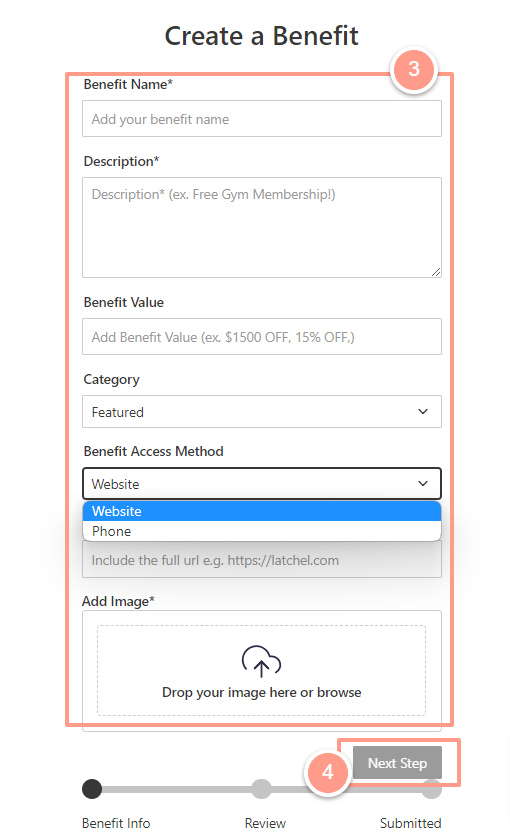 Create a Benefit
3
Benefit Name*
Add your benefit name
Description*
Description* (ex. Free Gym Membership!)
Benefit Value
Add Benefit Value (ex. $1500 OFF, 15% OFF,)
Category
Featured
Benefit Access Method
Website
Website
Phone
Include the full url e.g. https://latchel.com
Add Image*
Drop your image here or browse
Next Step
4
Benefit Info
Review
Submitted